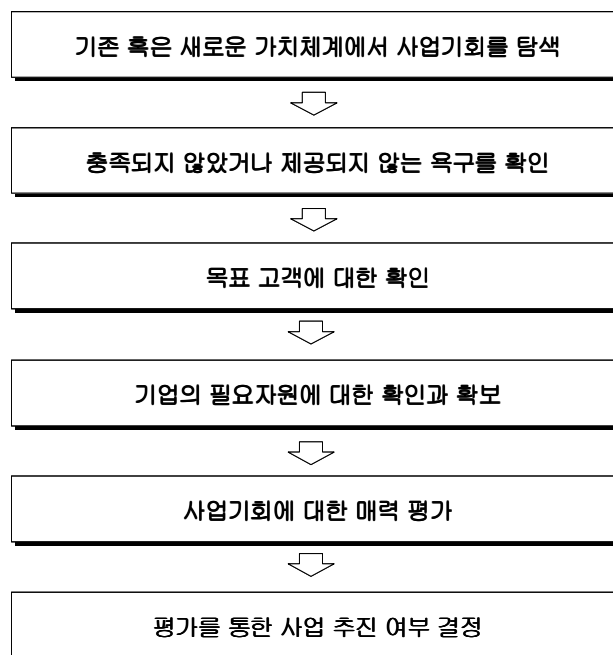 기존 혹은 새로운 가치체계에서 사업기회를 탐색
충족되지 않았거나 제공되지 않는 욕구를 확인
목표 고객에 대한 확인
기업의 필요자원에 대한 확인과 확보
사업기회에 대한 매력 평가
평가를 통한 사업 추진 여부 결정